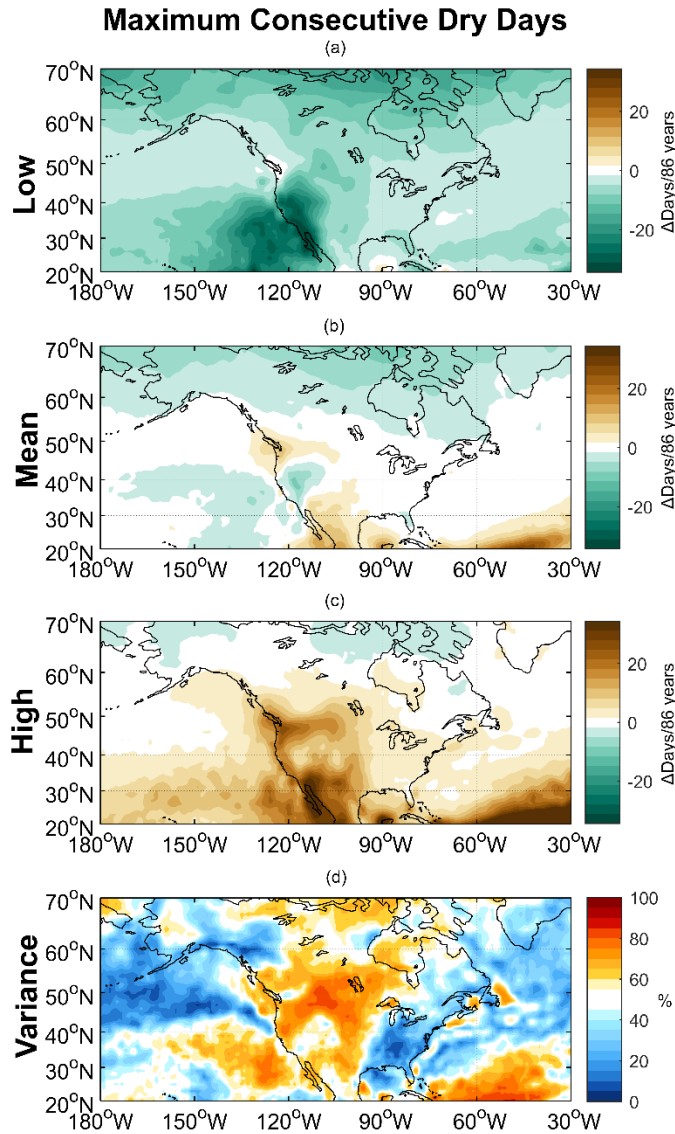 Maximum Consecutive Dry Days
(a)
Low
70°N
60°N
50°N
40°N
30°N
20°N
180°W 150°W 120°W 90°W 60°W 30°W
20
0
-20
ΔDays/86 years
(b)
Mean
70°N
60°N
50°N
40°N
30°N
20°N
180°W 150°W 120°W 90°W 60°W 30°W
20
0
-20
ΔDays/86 years
(c)
High
70°N
60°N
50°N
40°N
30°N
20°N
180°W 150°W 120°W 90°W 60°W 30°W
20
0
-20
ΔDays/86 years
(d)
Variance
70°N
60°N
50°N
40°N
30°N
20°N
180°W 150°W 120°W 90°W 60°W 30°W
100
80
60
40
20
0
%